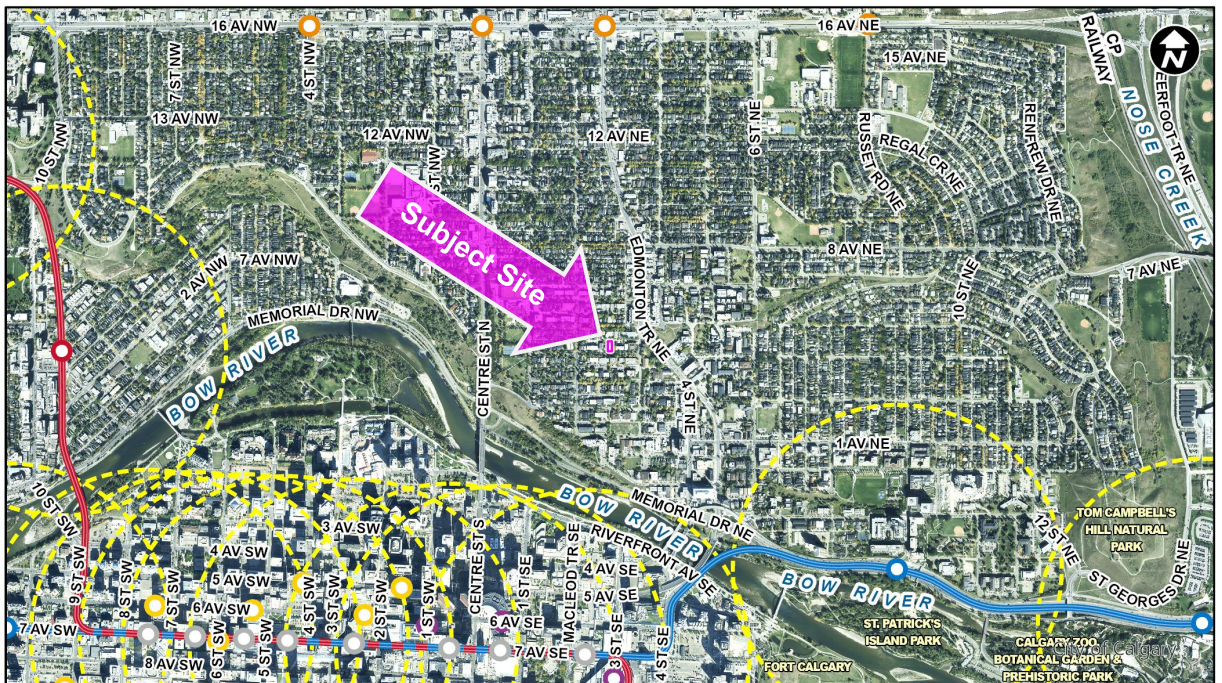 16 AV NW
16 AV NE
CP
RAILWAY
N
EERFOOT TR NE
NOSE CREEK
7 ST NW
4 ST NW
15 AV NE
13 AV NW
12 AV NW
12 AV NE
6 ST NE
RUSSET RD NE
REGAL CR NE
RENFREW DR NE
10 ST NW
ST NW
Subject Site
EDMONTON TR NE
8 AV NE
7 AV NE
10 ST NE
7 AV NW
2 AV NW
MEMORIAL DR NW
BOW RIVER
CENTRE ST N
4 ST NE
1 AV NE
BOW RIVER
MEMORIAL DR NE
RIVERFRONT AV SE
TOM CAMPBELL'S
HILL NATURAL
PARK
12 ST NE
ST GEORGES DR NE
10 ST SW
9 ST SW
8 ST SW
7 ST SW
3 AV SW
4 AV SW
5 AV SW
6 AV SW
7 AV SW
8 AV SW
6 ST SW
5 ST SW
4 ST SW
3 ST SW
2 ST SW
1 ST SW
CENTRE ST S
1 ST SE
MACLEOD TR SE
4 AV SE
5 AV SE
6 AV SE
7 AV SE
3 ST SE
4 ST SE
BOW RIVER
ST. PATRICK'S
ISLAND PARK
FORT CALGARY
CALGARY ZOO,
BOTANICAL GARDEN &
PREHISTORIC PARK
City of Calgary